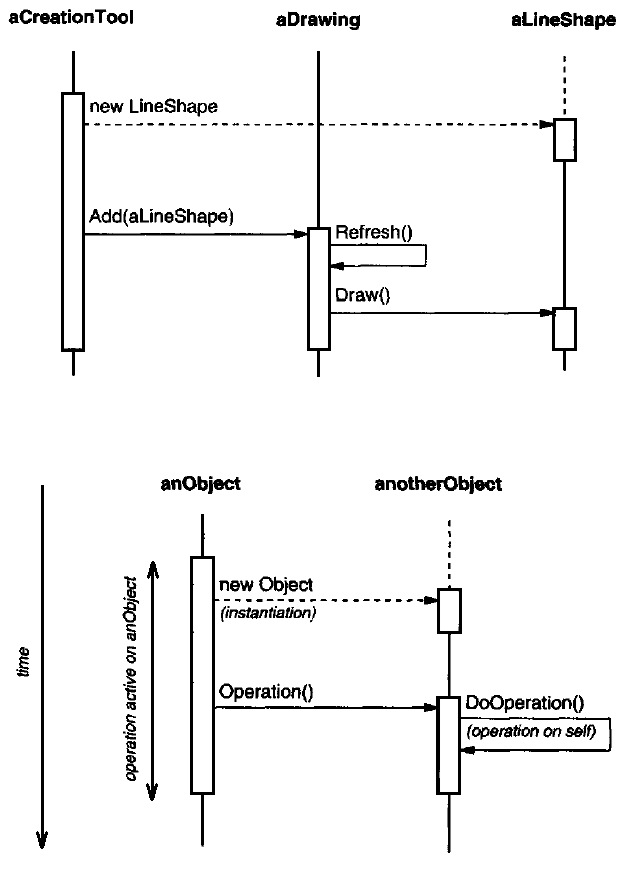 aCreationTool aDrawing aLineShape
new LineShape
Add(aLineShape)
Refresh()
Draw()
anObject anotherObject
time
operation active on anObject
new Object
(instantiation)
Operation()
DoOperation()
(operation on self)